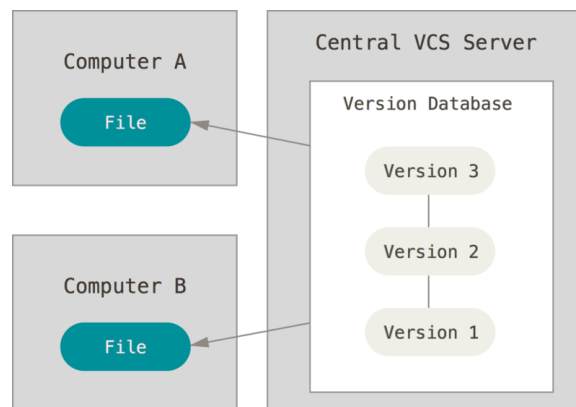 Computer A
File
Computer B
File
Central VCS Server
Version Database
Version 3
Version 2
Version 1